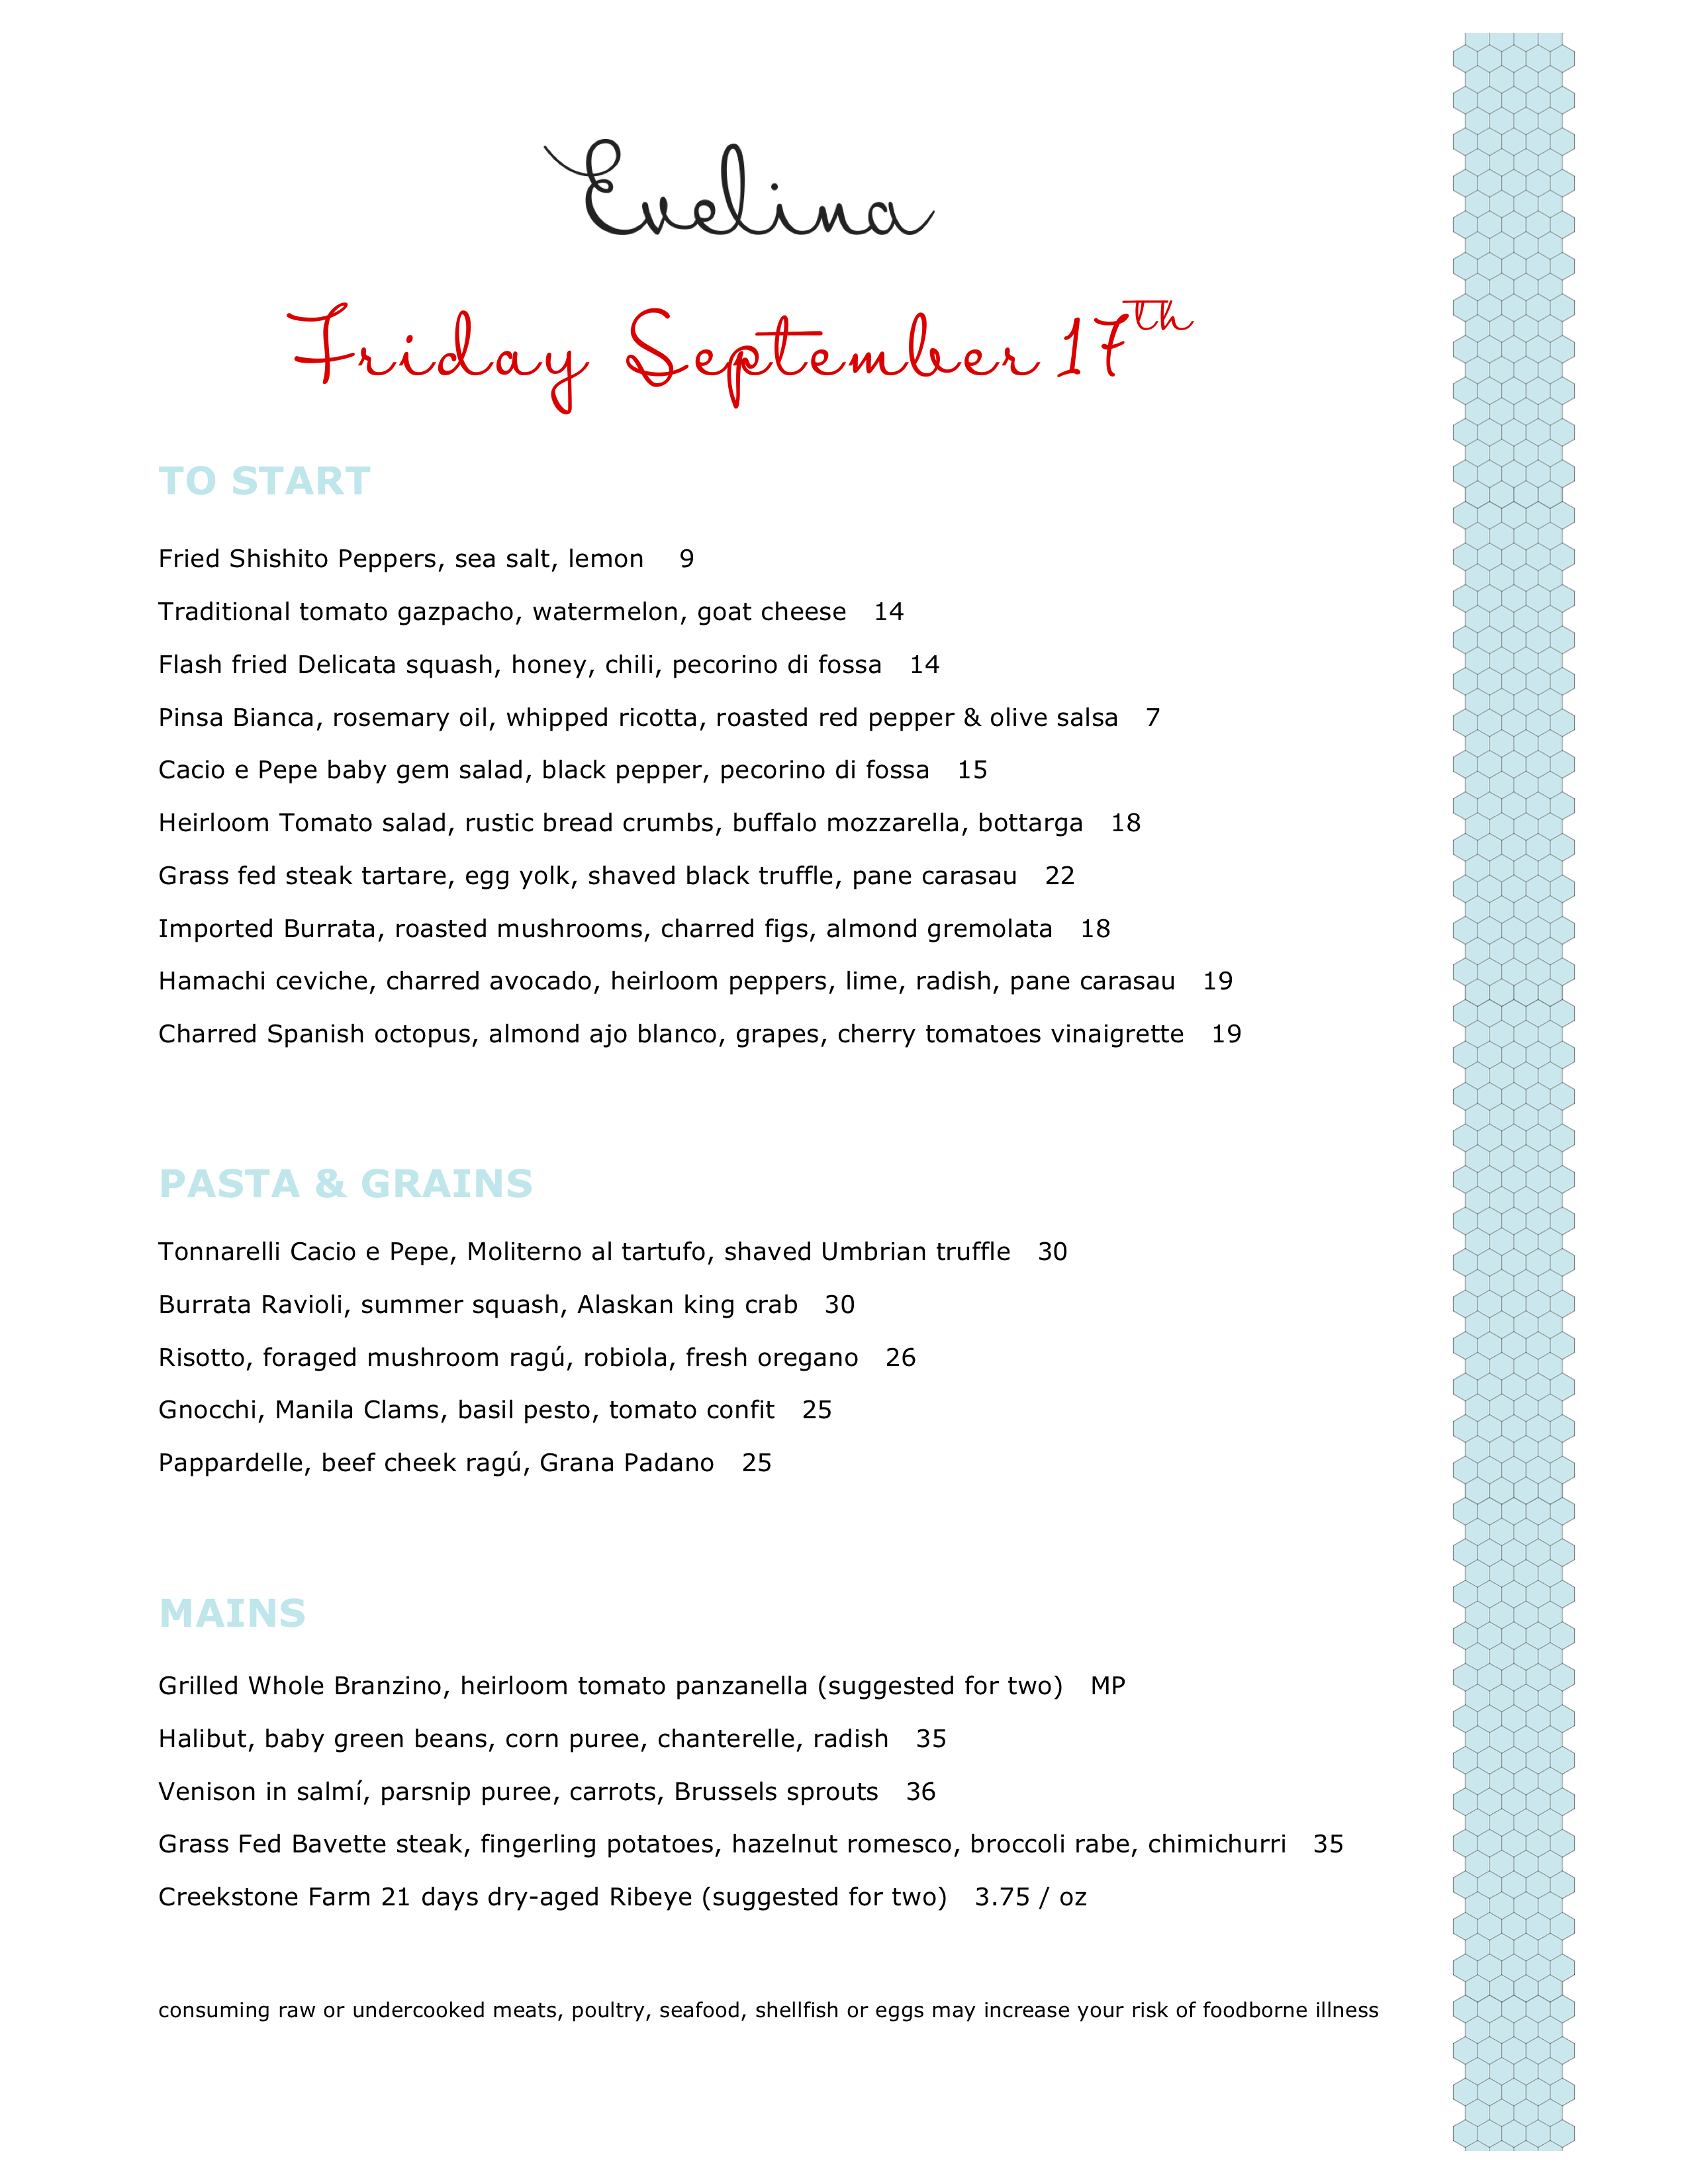 Evelina
Friday September 17th
TO START
Fried Shishito Peppers, sea salt, lemon 9
Traditional tomato gazpacho, watermelon, goat cheese 14
Flash fried Delicata squash, honey, chili, pecorino di fossa 14
Pinsa Bianca, rosemary oil, whipped ricotta, roasted red pepper & olive salsa 7
Cacio e Pepe baby gem salad, black pepper, pecorino di fossa 15
Heirloom Tomato salad, rustic bread crumbs, buffalo mozzarella, bottarga 18
Grass fed steak tartare, egg yolk, shaved black truffle, pane carasau 22
Imported Burrata, roasted mushrooms, charred figs, almond gremolata 18
Hamachi ceviche, charred avocado, heirloom peppers, lime, radish, pane carasau 19
Charred Spanish octopus, almond ajo blanco, grapes, cherry tomatoes vinaigrette 19
PASTA & GRAINS
Tonnarelli Cacio e Pepe, Moliterno al tartufo, shaved Umbrian truffle 30
Burrata Ravioli, summer squash, Alaskan king crab 30
Risotto, foraged mushroom ragú, robiola, fresh oregano 26
Gnocchi, Manila Clams, basil pesto, tomato confit 25
Pappardelle, beef cheek ragú, Grana Padano 25
MAINS
Grilled Whole Branzino, heirloom tomato panzanella (suggested for two) MP
Halibut, baby green beans, corn puree, chanterelle, radish 35
Venison in salmí, parsnip puree, carrots, Brussels sprouts 36
Grass Fed Bavette steak, fingerling potatoes, hazelnut romesco, broccoli rabe, chimichurri 35
Creekstone Farm 21 days dry-aged Ribeye (suggested for two) 3.75 / oz
consuming raw or undercooked meats, poultry, seafood, shellfish or eggs may increase your risk of foodborne illness